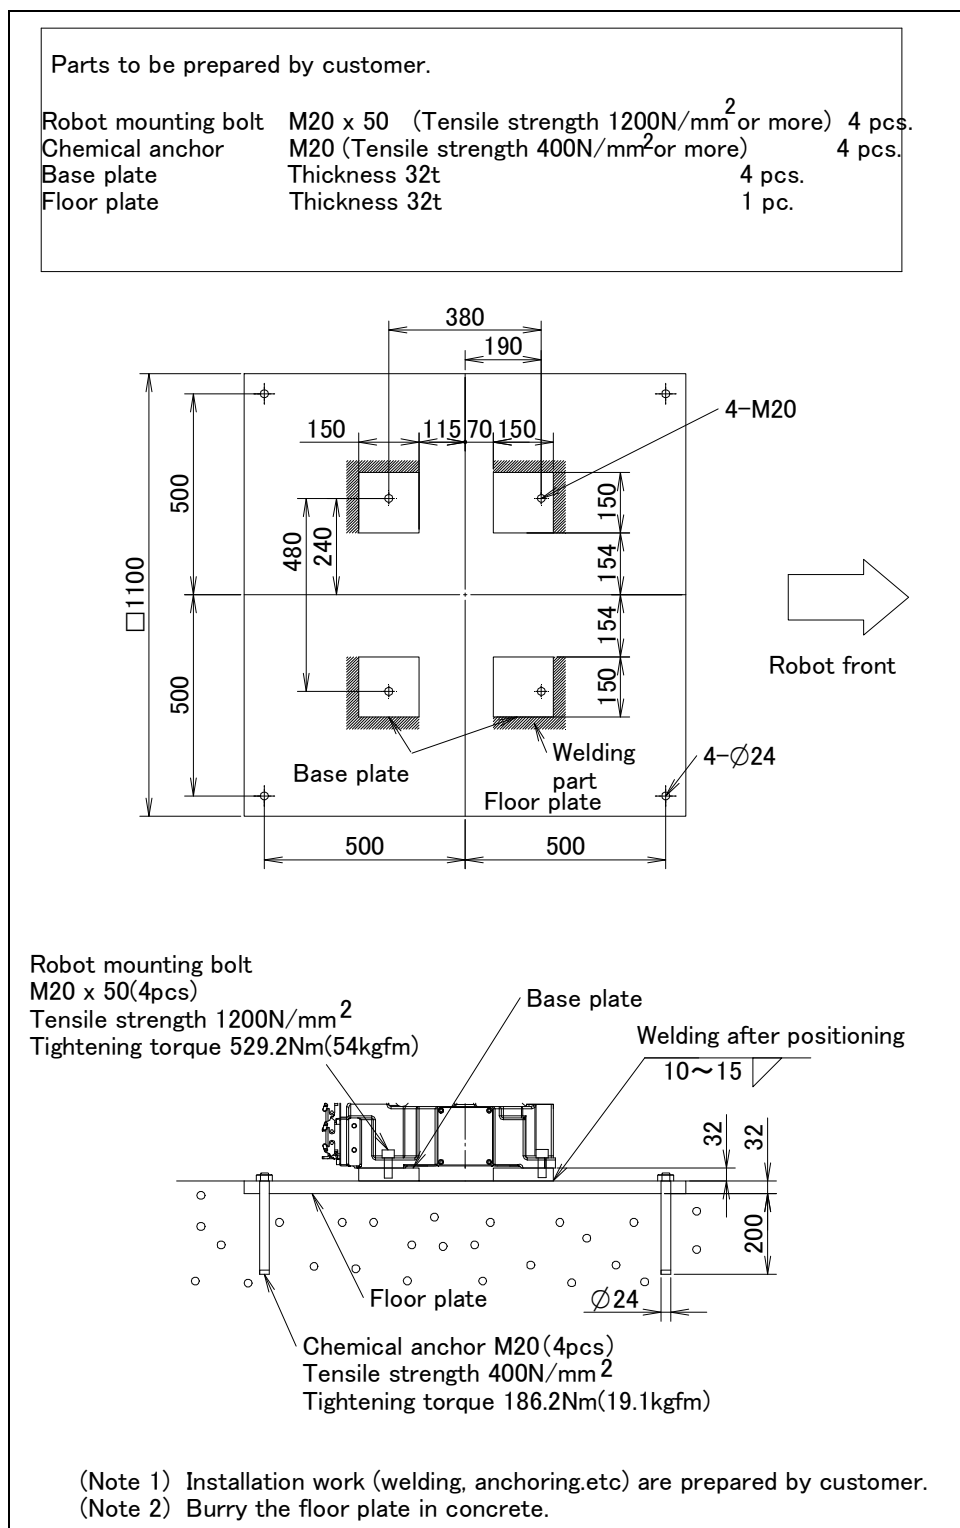 Parts to be prepared by customer.
Robot mounting bolt M20 x 50 (Tensile strength 1200N/mm² or more) 4 pcs.
Chemical anchor M20 (Tensile strength 400N/mm² or more) 4 pcs.
Base plate Thickness 32t 4 pcs.
Floor plate Thickness 32t 1 pc.
380
190
4-M20
150 115 70 150
500
150
480
240
154
□1100
154
Robot front
500
150
Base plate
Welding
part
4-∅24
Floor plate
500 500
Robot mounting bolt
M20 x 50(4pcs)
Tensile strength 1200N/mm²
Tightening torque 529.2Nm(54kgfm)
Base plate
Welding after positioning
10～15
32 32
200
Floor plate
∅24
Chemical anchor M20(4pcs)
Tensile strength 400N/mm²
Tightening torque 186.2Nm(19.1kgfm)
(Note 1) Installation work (welding, anchoring.etc) are prepared by customer.
(Note 2) Burry the floor plate in concrete.